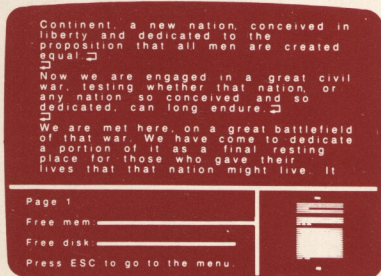 Continent, a new nation, conceived in
liberty and dedicated to the
proposition that all men are created
equal.
Now we are engaged in a great civil
war, testing whether that nation, or
any nation so conceived and so
dedicated, can long endure.
We are met here, on a great battlefield
of that war. We have come to dedicate
a portion of it as a final resting
place for those who gave their
lives that that nation might live. It
Page 1
Free mem:
Free disk:
Press ESC to go to the menu.